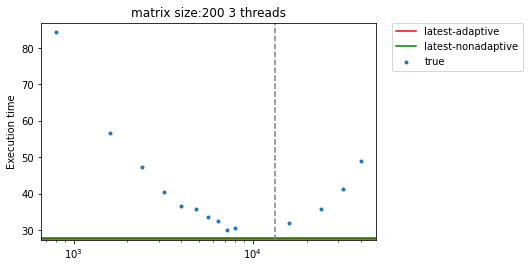 matrix size:200 3 threads
Execution time
80
70
60
50
40
30
10³
10⁴
latest-adaptive
latest-nonadaptive
true